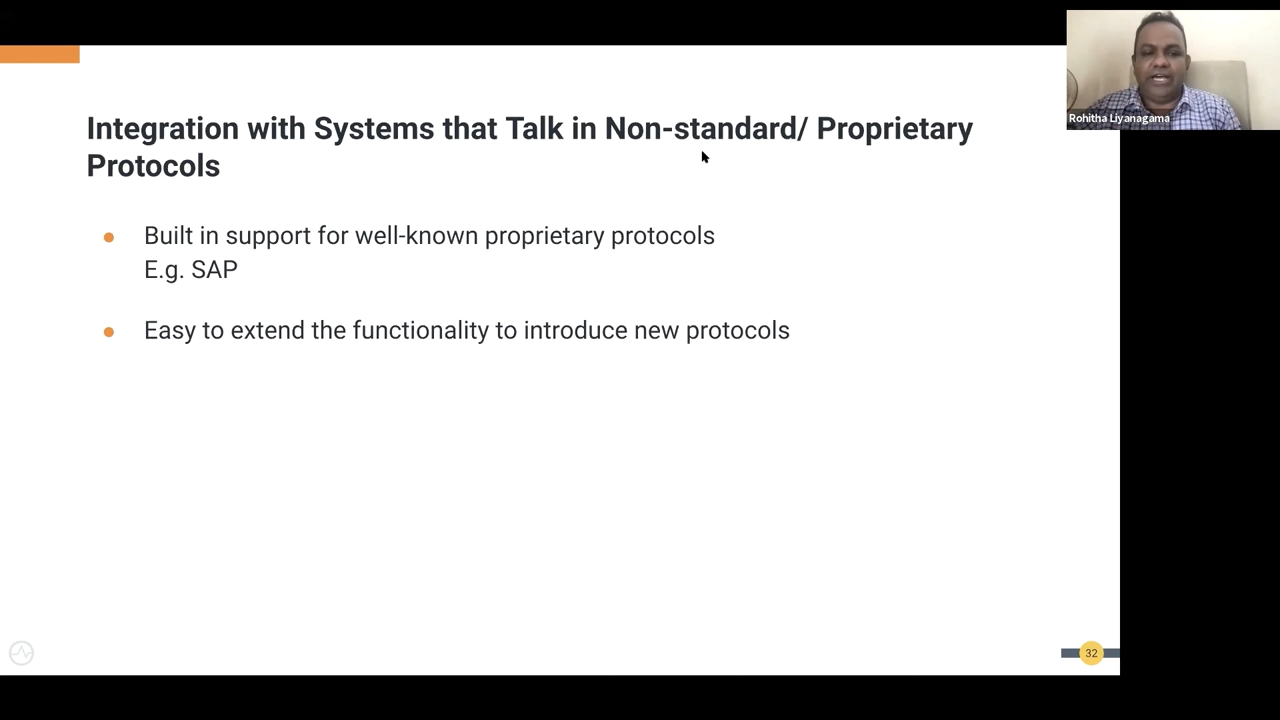 Rohitha Liyanagama
Integration with Systems that Talk in Non-standard/ Proprietary
Protocols
● Built in support for well-known proprietary protocols
E.g. SAP
● Easy to extend the functionality to introduce new protocols
32